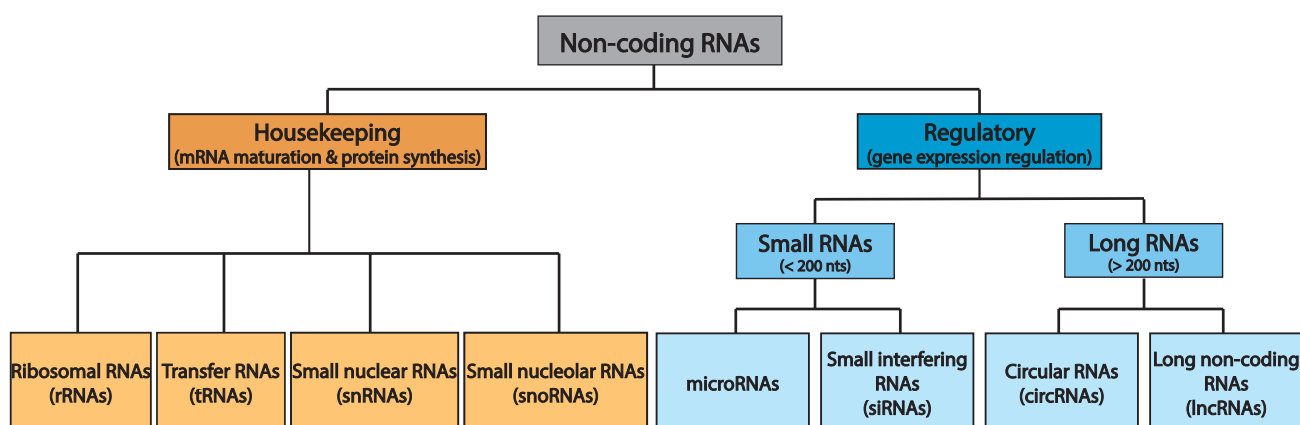 Non-coding RNAs
Housekeeping
(mRNA maturation & protein synthesis)
Regulatory
(gene expression regulation)
Small RNAs
(< 200 nts)
Long RNAs
(> 200 nts)
Ribosomal RNAs
(rRNAs)
Transfer RNAs
(tRNAs)
Small nuclear RNAs
(snRNAs)
Small nucleolar RNAs
(snoRNAs)
microRNAs
Small interfering
RNAs
(siRNAs)
Circular RNAs
(circRNAs)
Long non-coding
RNAs
(lncRNAs)